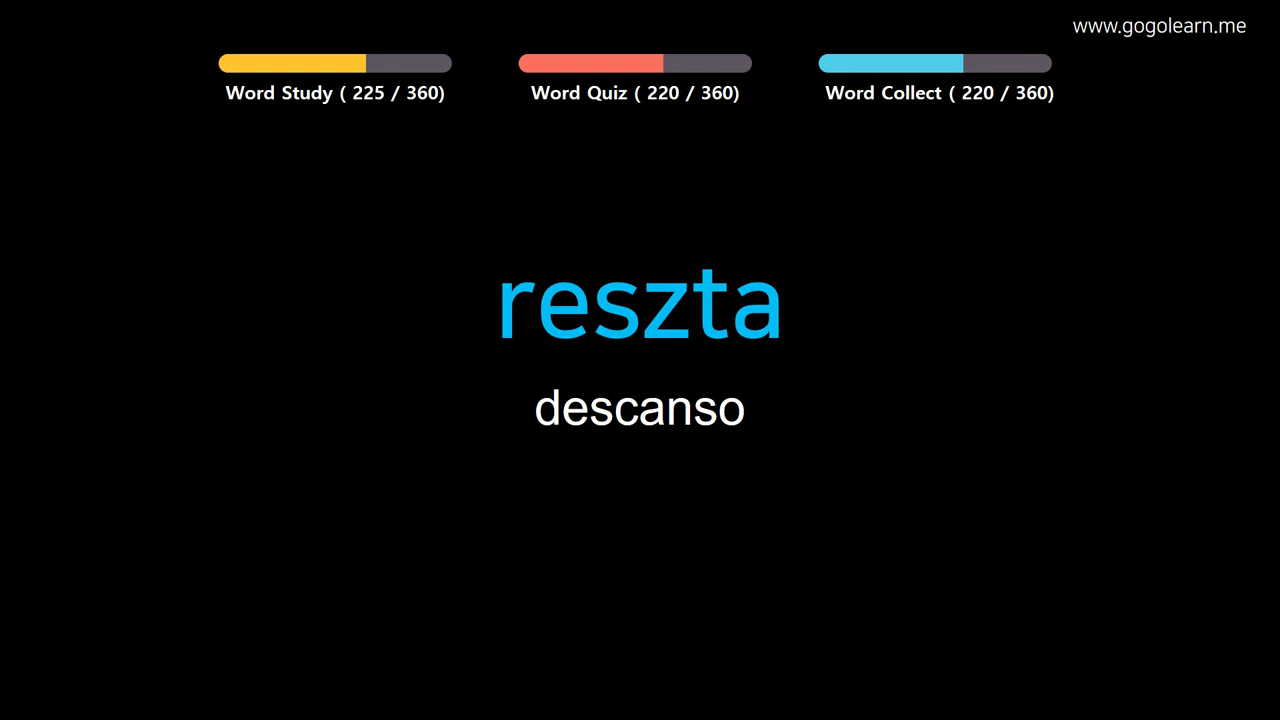 www.gogolearn.me
Word Study ( 225 / 360)
Word Quiz ( 220 / 360)
Word Collect ( 220 / 360)
reszta
descanso